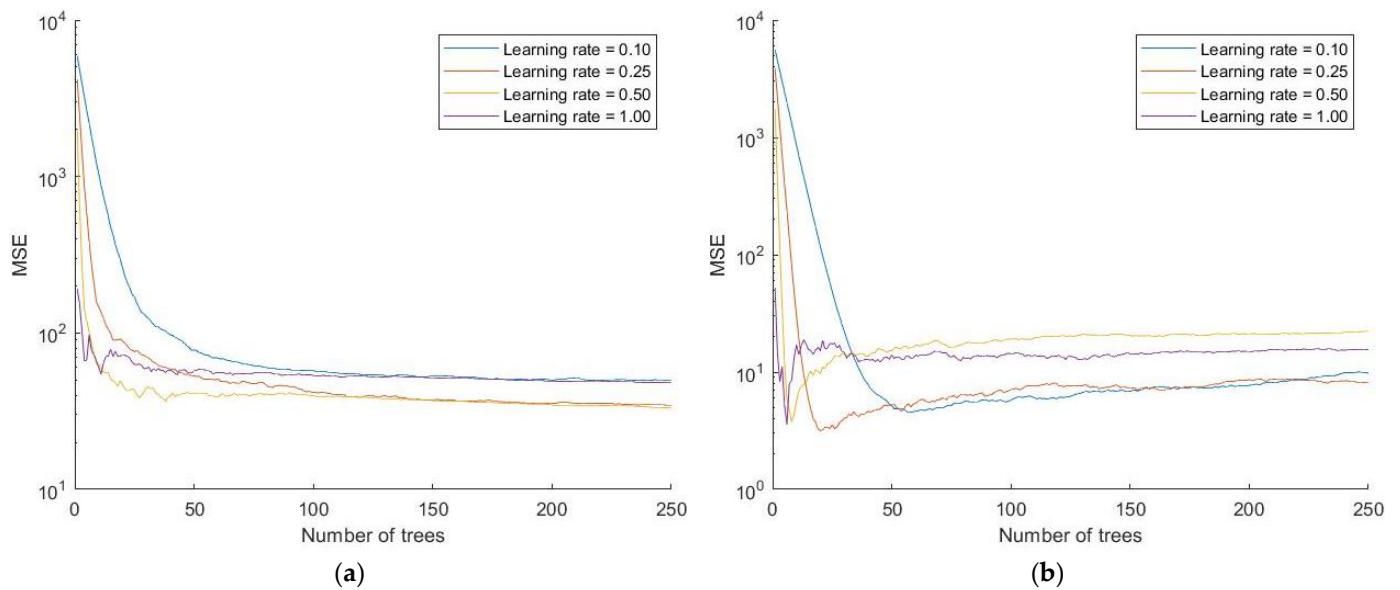 10^4
10^3
10^2
10^1
MSE
0 50 100 150 200 250
Number of trees
Learning rate = 0.10
Learning rate = 0.25
Learning rate = 0.50
Learning rate = 1.00
(a)
10^4
10^3
10^2
10^1
10^0
MSE
0 50 100 150 200 250
Number of trees
Learning rate = 0.10
Learning rate = 0.25
Learning rate = 0.50
Learning rate = 1.00
(b)